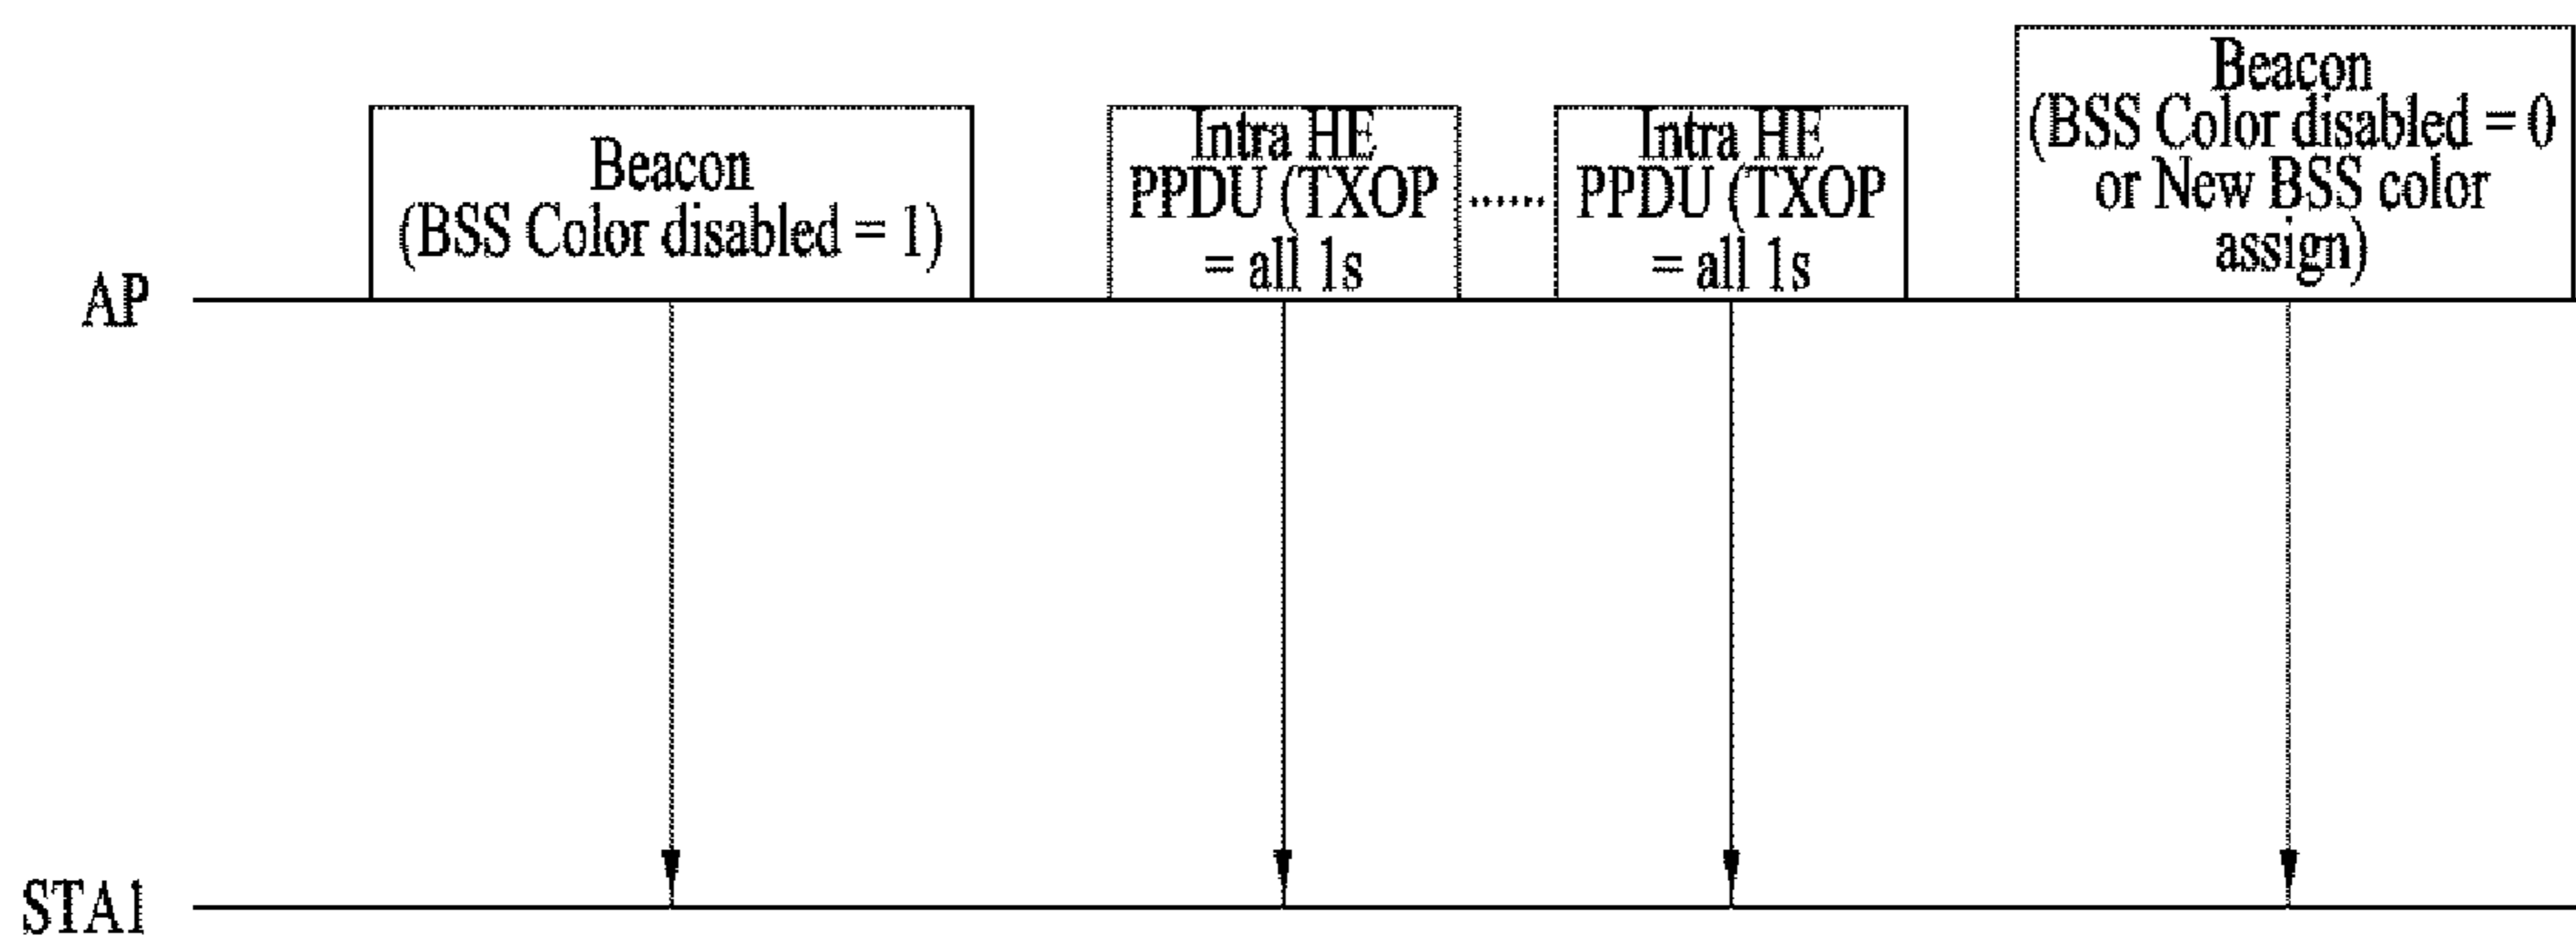 Beacon
(BSS Color disabled = 1)
Intra HE
PPDU (TXOP
= all 1s
......
Intra HE
PPDU (TXOP
= all 1s
Beacon
(BSS Color disabled = 0
or New BSS color
assign)
AP
STA1